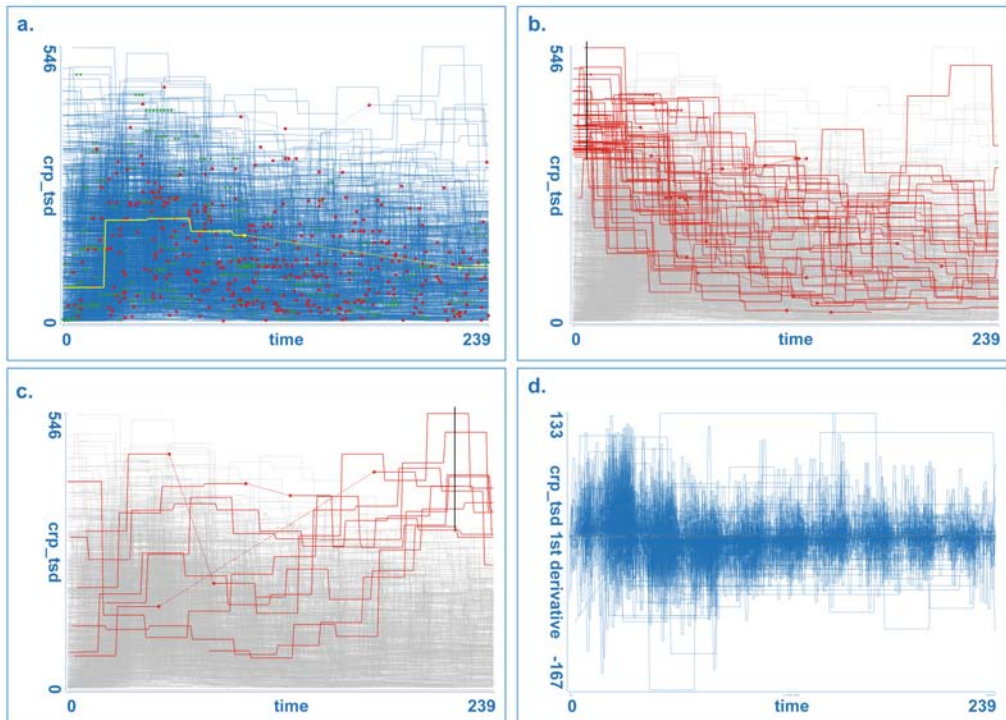 a.
546
crp_tsd
0
0
time
239
b.
546
crp_tsd
0
0
time
239
c.
546
crp_tsd
0
0
time
239
d.
133
crp_tsd 1st derivative
-167
0
time
239